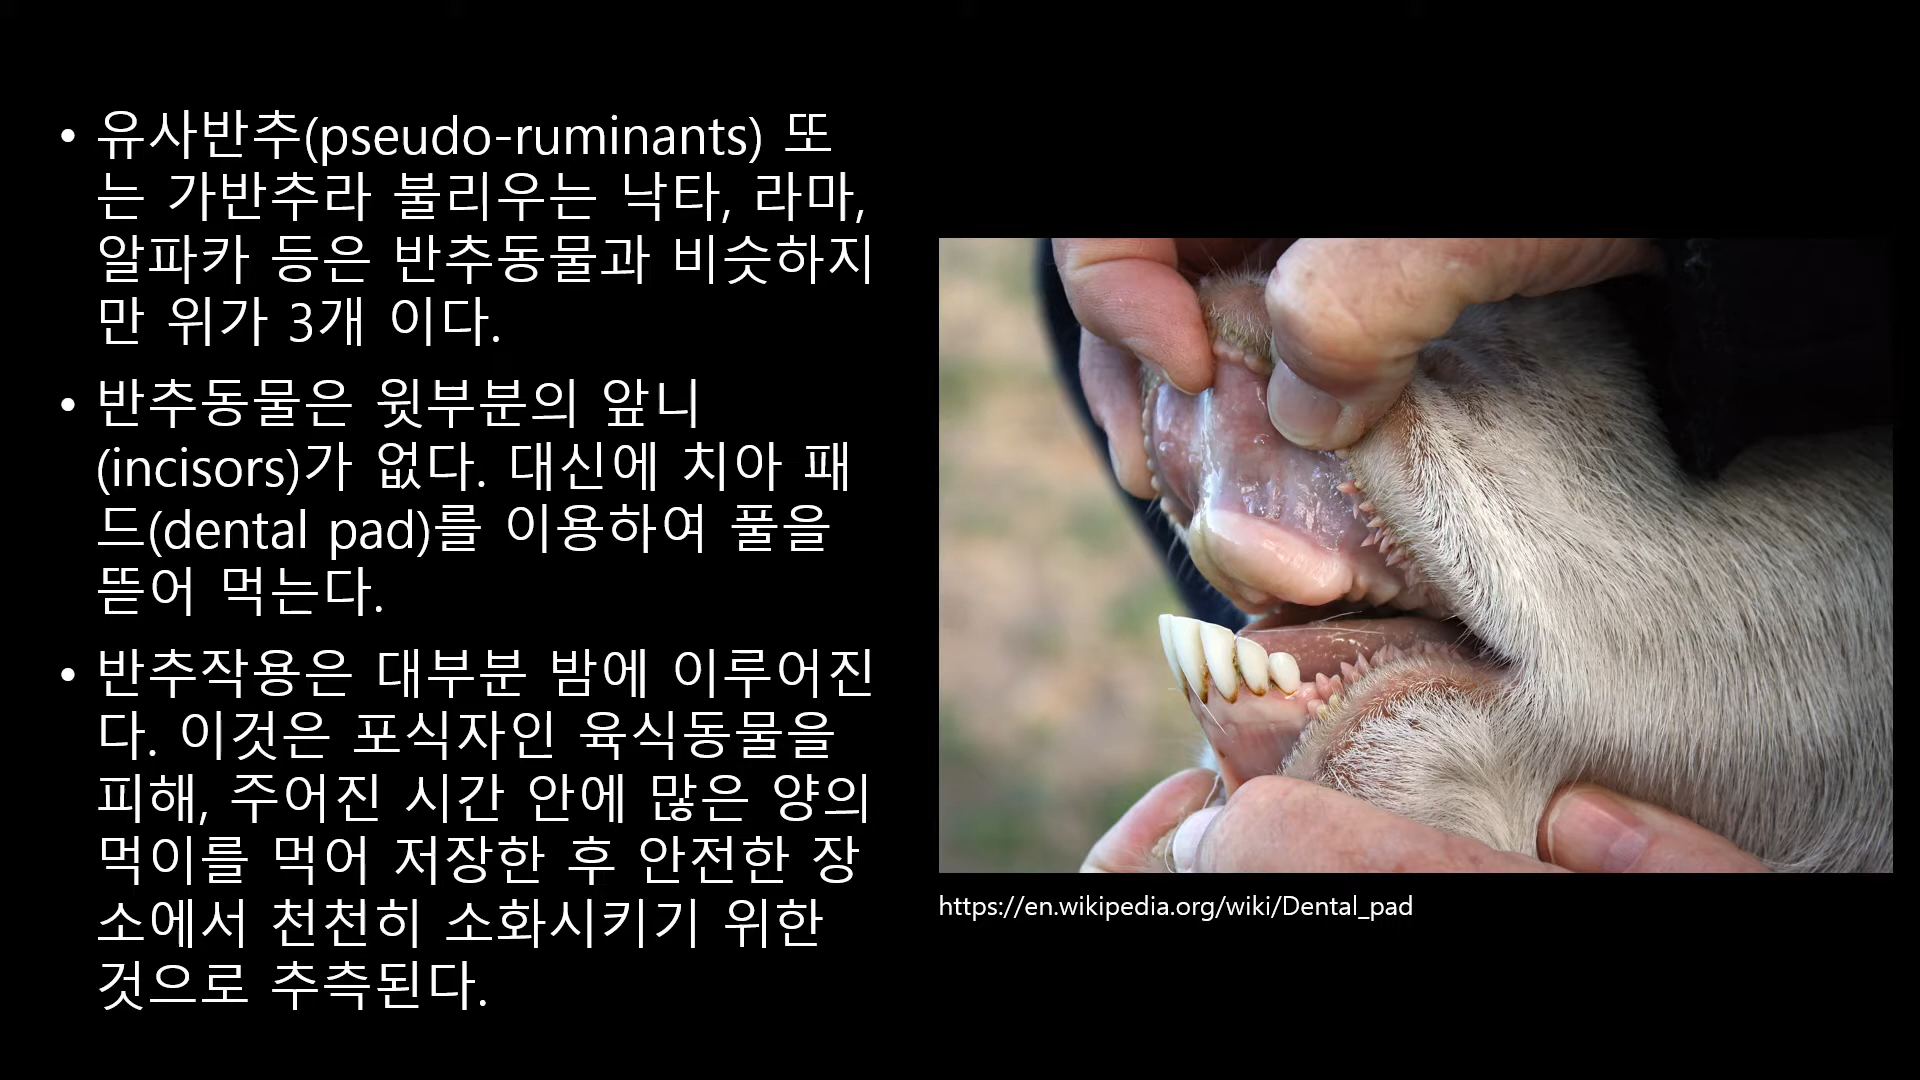 • 유사반추(pseudo-ruminants) 또
는 가반추라 불리우는 낙타, 라마,
알파카 등은 반추동물과 비슷하지
만 위가 3개 이다.
• 반추동물은 윗부분의 앞니
(incisors)가 없다. 대신에 치아 패
드(dental pad)를 이용하여 풀을
뜯어 먹는다.
• 반추작용은 대부분 밤에 이루어진
다. 이것은 포식자인 육식동물을
피해, 주어진 시간 안에 많은 양의
먹이를 먹어 저장한 후 안전한 장
소에서 천천히 소화시키기 위한
것으로 추측된다.
https://en.wikipedia.org/wiki/Dental_pad